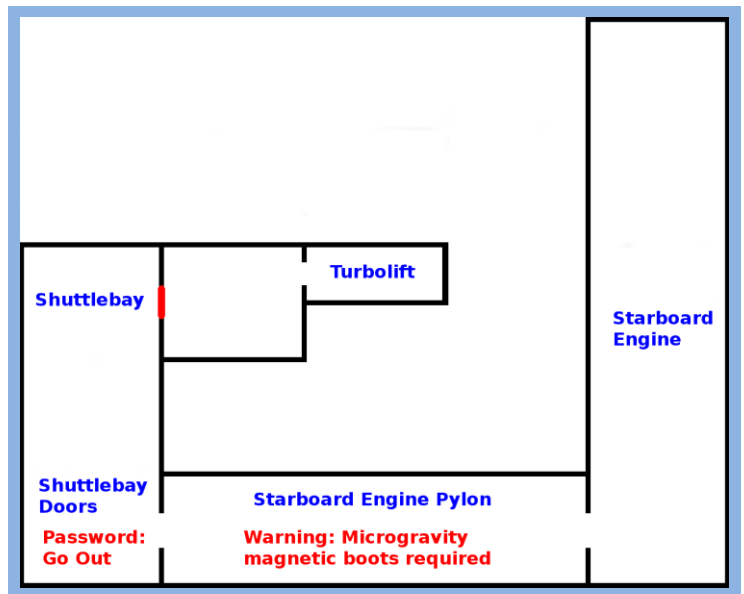 Turbolift
Shuttlebay
Starboard
Engine
Shuttlebay
Doors
Starboard Engine Pylon
Password:
Go Out
Warning: Microgravity
magnetic boots required